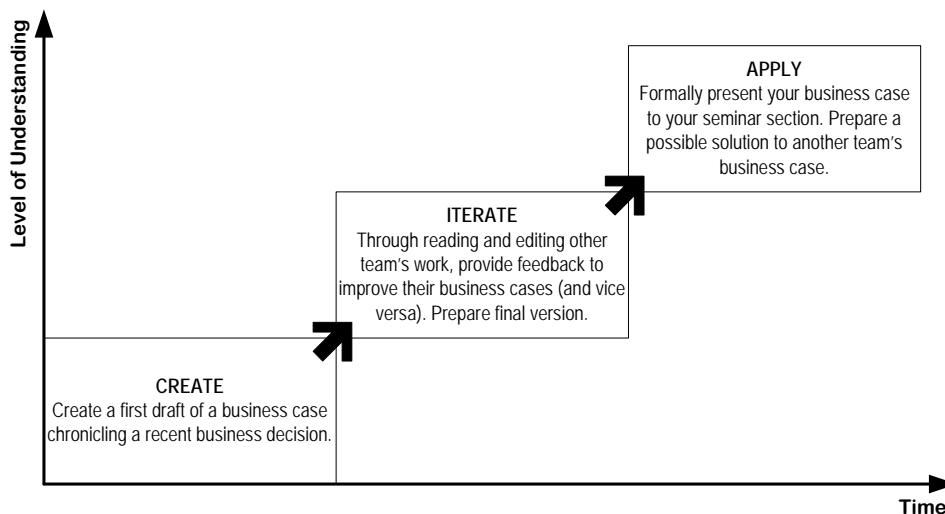 Level of Understanding
APPLY
Formally present your business case
to your seminar section. Prepare a
possible solution to another team's
business case.
ITERATE
Through reading and editing other
team's work, provide feedback to
improve their business cases (and vice
versa). Prepare final version.
CREATE
Create a first draft of a business case
chronicling a recent business decision.
Time